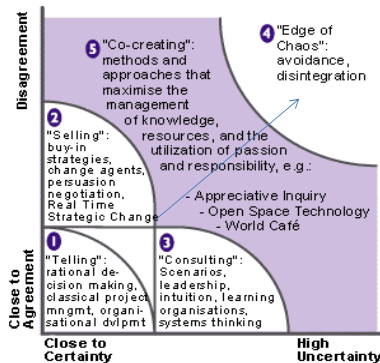 Disagreement
Close to
Agreement
5 "Co-creating":
methods and
approaches that
maximise the
management
of knowledge,
resources, and the
utilization of passion
and responsibility, e.g.:
- Appreciative Inquiry
- Open Space Technology
- World Café
4 "Edge of
Chaos":
avoidance,
disintegration
2
"Selling":
buy-in
strategies,
change agents,
persuasion
negotiation,
Real Time
Strategic Change
1
"Telling":
rational de-
cision making,
classical project
mngmt, organi-
sational dvlpmt
3
"Consulting":
Scenarios,
leadership,
intuition, learning
organisations,
systems thinking
Close to
Certainty
High
Uncertainty